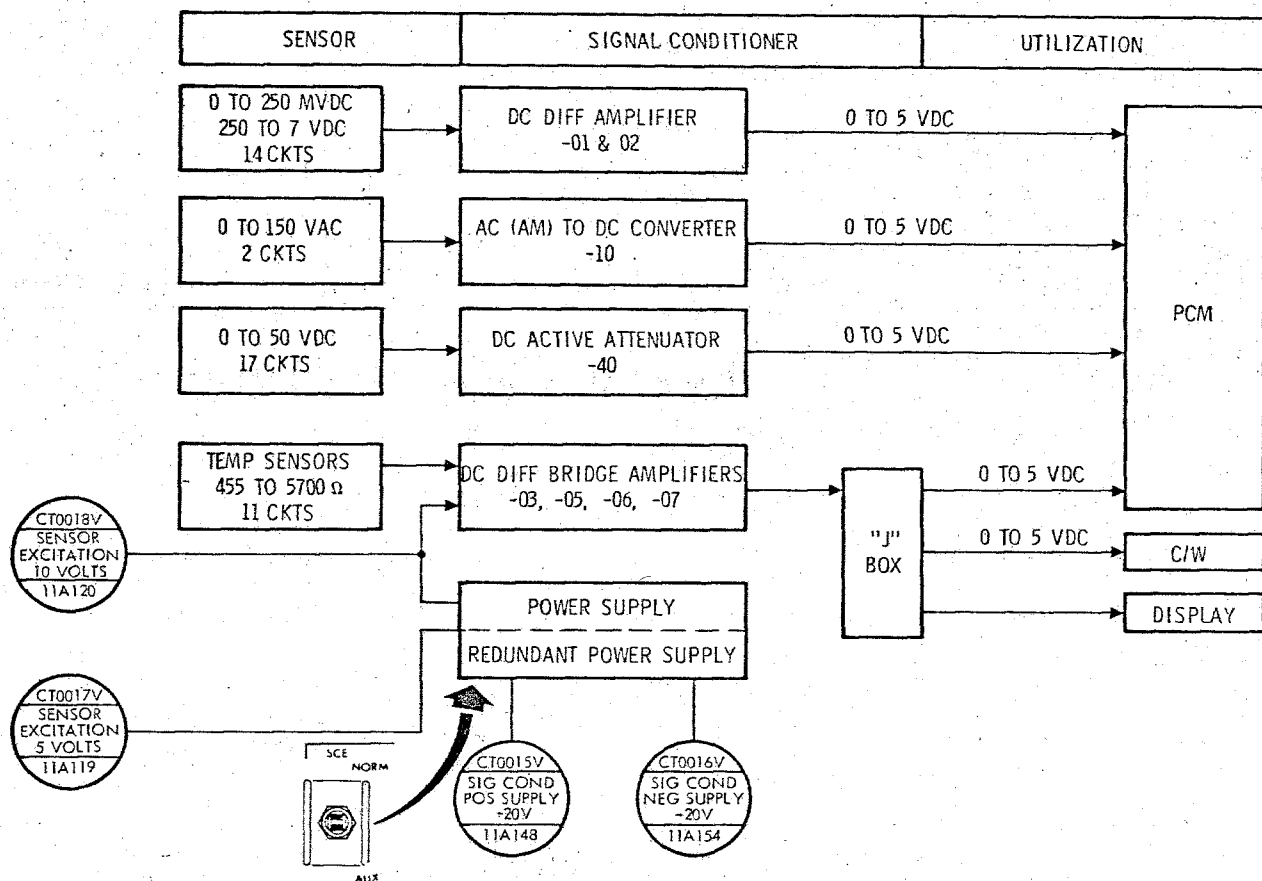 SENSOR
SIGNAL CONDITIONER
UTILIZATION
0 TO 250 MVDC
250 TO 7 VDC
14 CKTS
DC DIFF AMPLIFIER
-01 & 02
0 TO 5 VDC
0 TO 150 VAC
2 CKTS
AC (AM) TO DC CONVERTER
-10
0 TO 5 VDC
PCM
0 TO 50 VDC
17 CKTS
DC ACTIVE ATTENUATOR
-40
0 TO 5 VDC
TEMP SENSORS
455 TO 5700 Ω
11 CKTS
DC DIFF BRIDGE AMPLIFIERS
-03, -05, -06, -07
"J"
BOX
0 TO 5 VDC
0 TO 5 VDC
C/W
DISPLAY
CT0018V
SENSOR
EXCITATION
10 VOLTS
11A120
POWER SUPPLY
REDUNDANT POWER SUPPLY
CT0017V
SENSOR
EXCITATION
5 VOLTS
11A119
SCE
NORM
AUX
CT0015V
SIG COND
POS SUPPLY
-20V
11A148
CT0016V
SIG COND
NEG SUPPLY
-20V
11A154